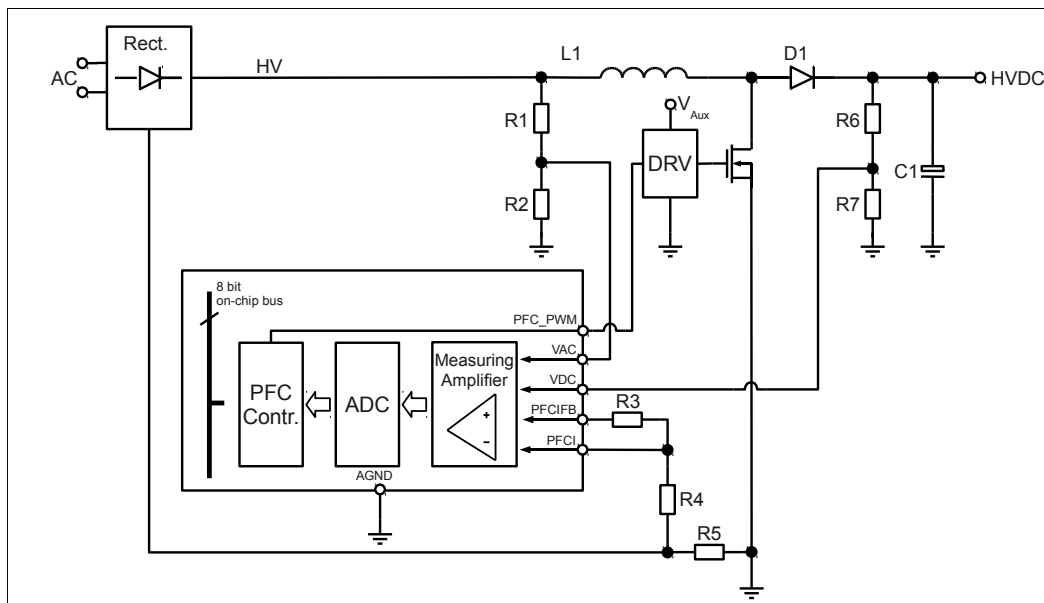 Rect.
AC
HV
L1
D1
HVDC
R1
V
Aux
R6
DRV
C1
R2
R7
8 bit
on-chip bus
PFC_PWM
VAC
Measuring
Amplifier
VDC
PFC
Contr.
ADC
+
-
PFCIFB
R3
PFCI
AGND
R4
R5